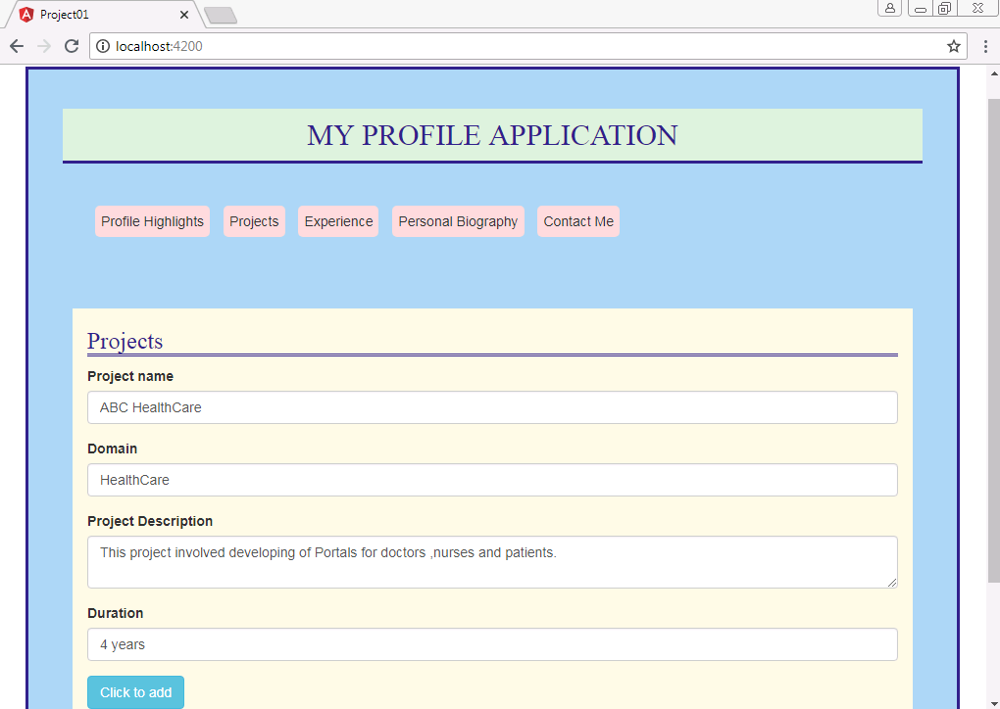 Project01
localhost:4200
MY PROFILE APPLICATION
Profile Highlights Projects Experience Personal Biography Contact Me
Projects
Project name
ABC HealthCare
Domain
HealthCare
Project Description
This project involved developing of Portals for doctors ,nurses and patients.
Duration
4 years
Click to add